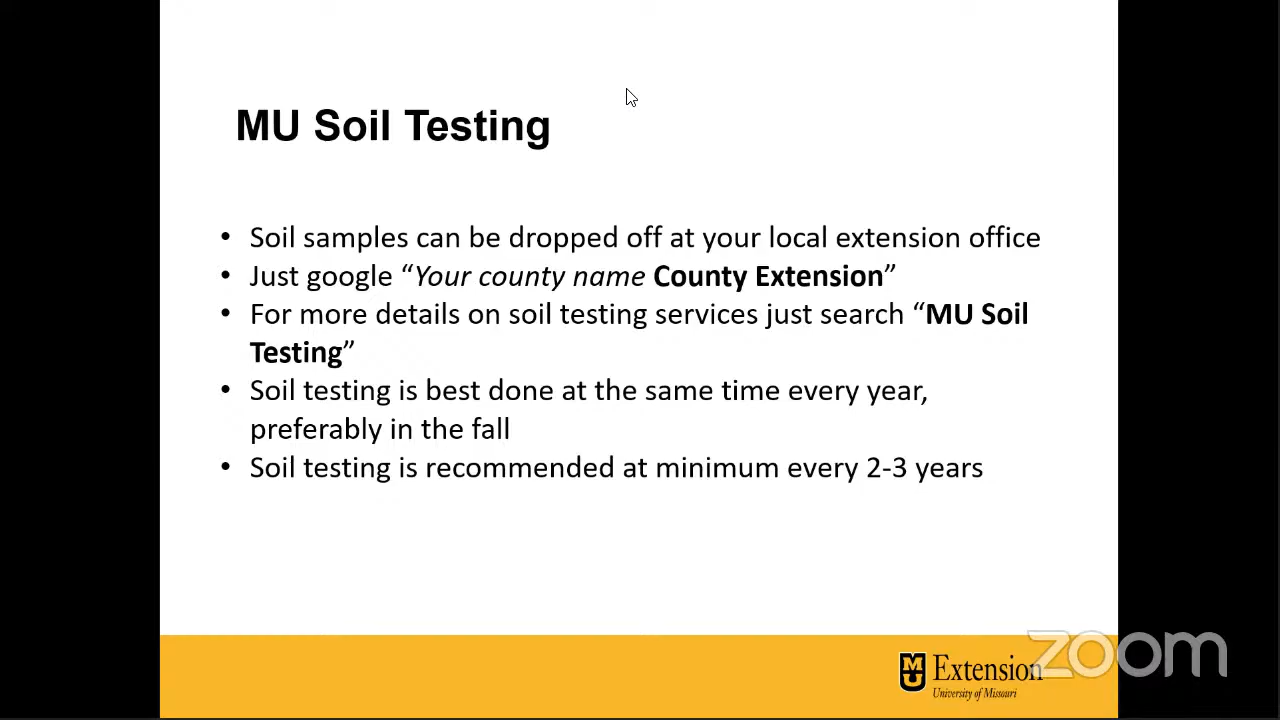 MU Soil Testing
• Soil samples can be dropped off at your local extension office
• Just google “Your county name County Extension”
• For more details on soil testing services just search “MU Soil
Testing”
• Soil testing is best done at the same time every year,
preferably in the fall
• Soil testing is recommended at minimum every 2-3 years
MU Extension
University of Missouri
zoom